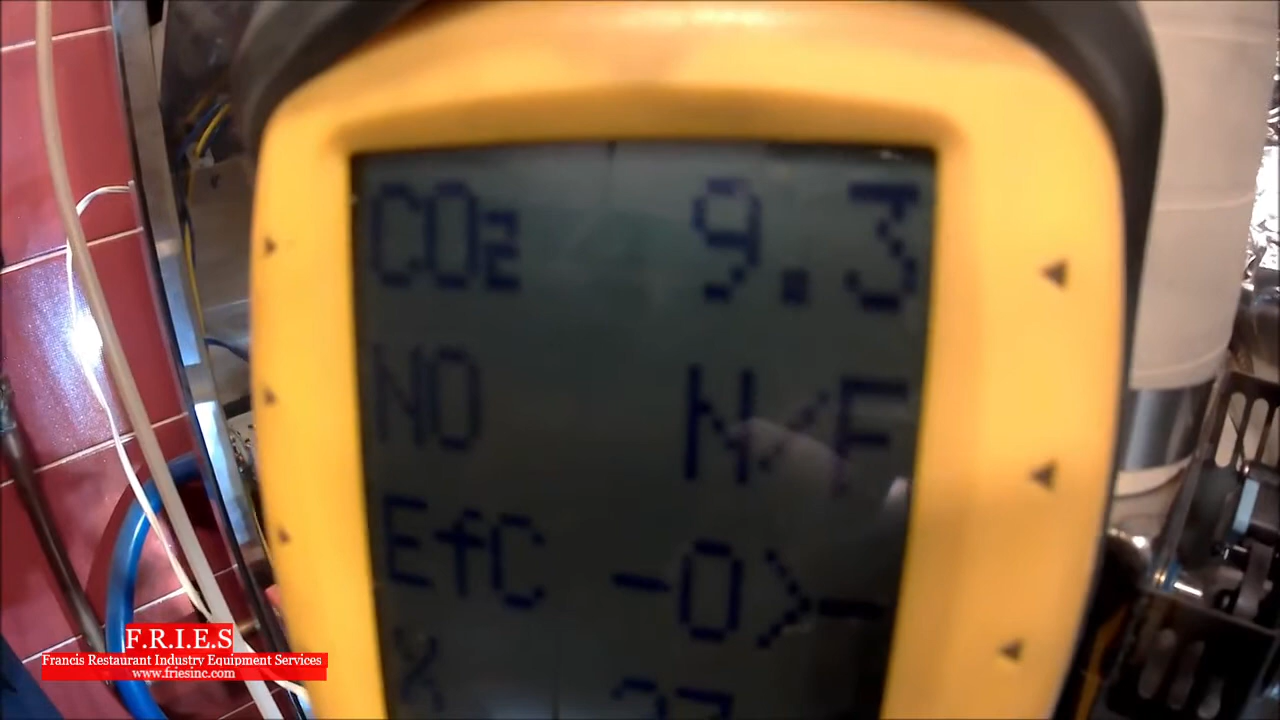 CO2 9.3
NO N/F
EfC -0>-
X
F.R.I.E.S
Francis Restaurant Industry Equipment Services
www.friesinc.com